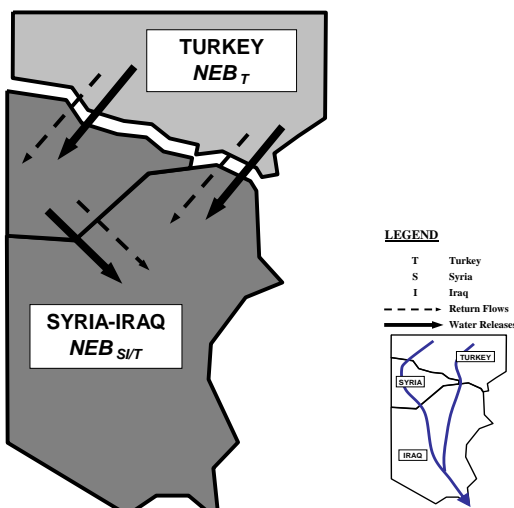 TURKEY
NEB T
SYRIA-IRAQ
NEB SI/T
LEGEND
T Turkey
S Syria
I Iraq
Return Flows
Water Releases
TURKEY
SYRIA
IRAQ